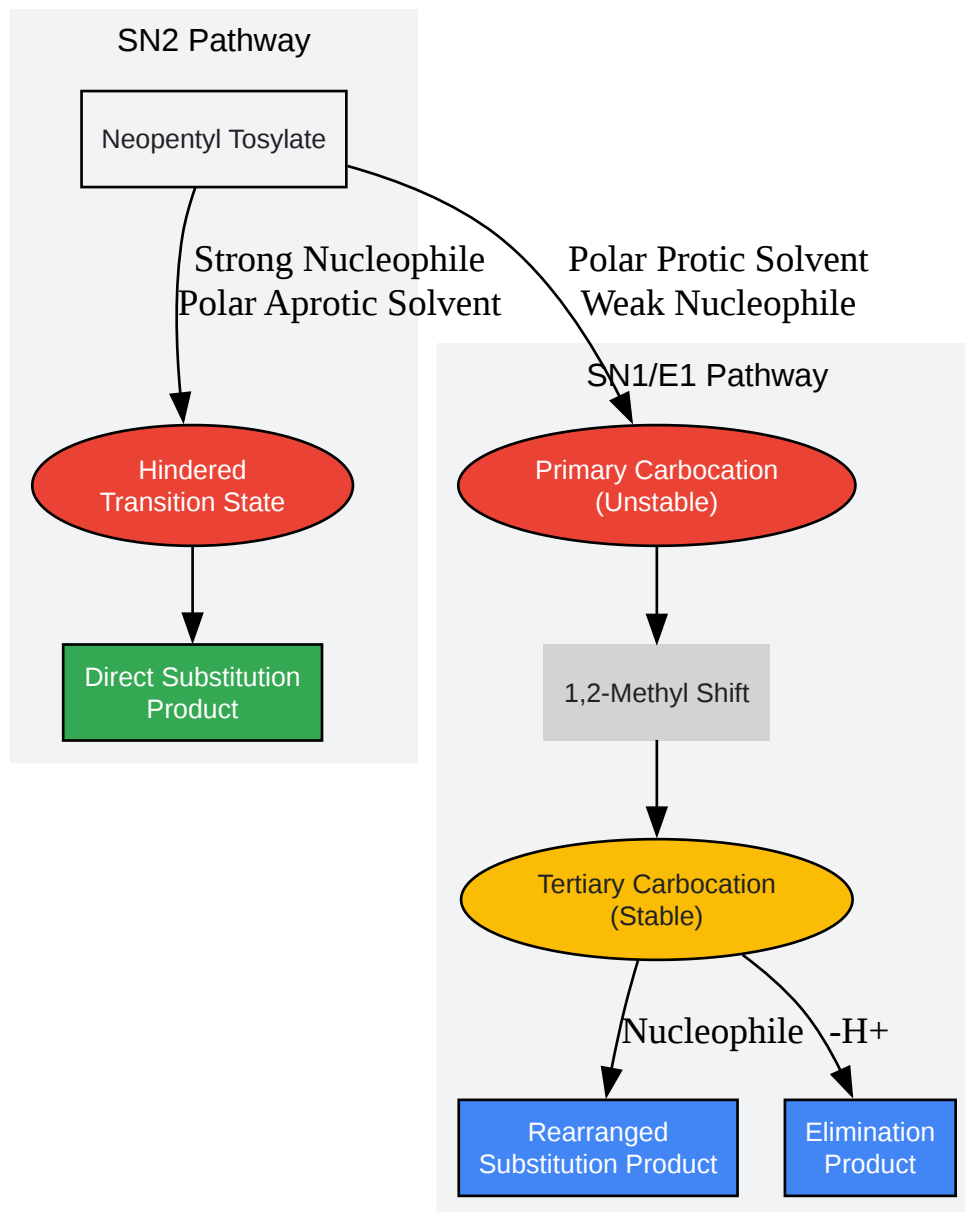 SN2 Pathway
Neopentyl Tosylate
Strong Nucleophile
Polar Aprotic Solvent
Polar Protic Solvent
Weak Nucleophile
SN1/E1 Pathway
Hindered
Transition State
Primary Carbocation
(Unstable)
Direct Substitution
Product
1,2-Methyl Shift
Tertiary Carbocation
(Stable)
Nucleophile
-H+
Rearranged
Substitution Product
Elimination
Product